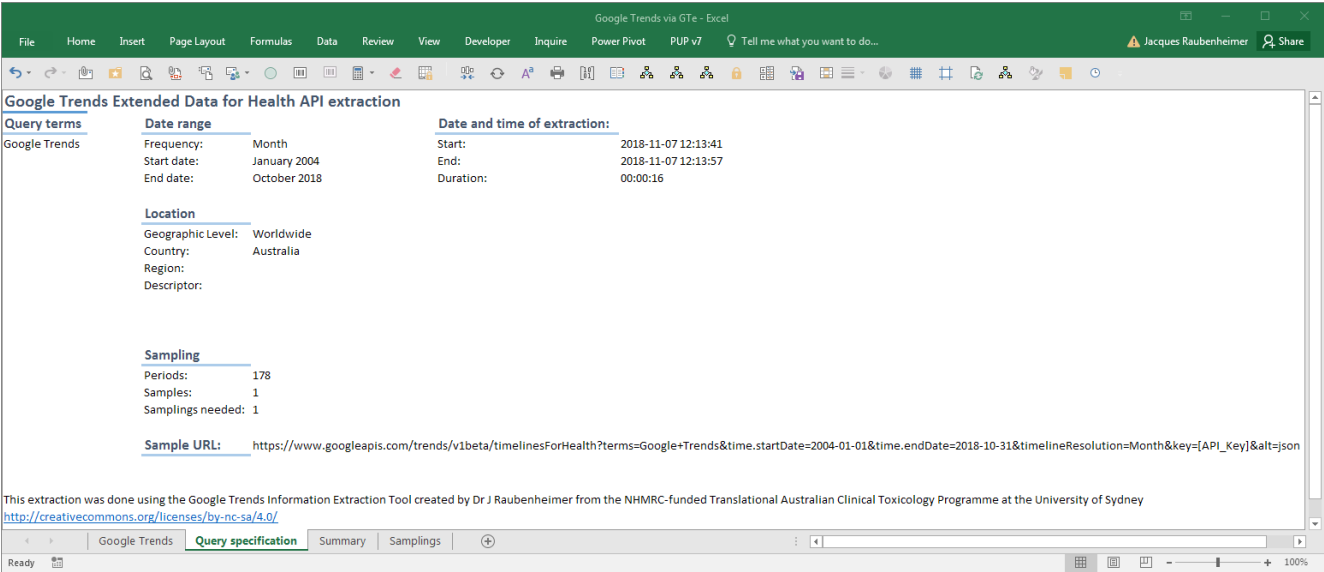 Google Trends via GTe - Excel
File Home Insert Page Layout Formulas Data Review View Developer Inquire Power Pivot PUP v7 Tell me what you want to do... Jacques Raubenheimer Share
Google Trends Extended Data for Health API extraction
Query terms Date range Date and time of extraction:
Google Trends Frequency: Month Start: 2018-11-07 12:13:41
Start date: January 2004 End: 2018-11-07 12:13:57
End date: October 2018 Duration: 00:00:16
Location
Geographic Level: Worldwide
Country: Australia
Region:
Descriptor:
Sampling
Periods: 178
Samples: 1
Samplings needed: 1
Sample URL: https://www.googleapis.com/trends/v1beta/timelinesForHealth?terms=Google+Trends&time.startDate=2004-01-01&time.endDate=2018-10-31&timelineResolution=Month&key=[API_Key]&alt=json
This extraction was done using the Google Trends Information Extraction Tool created by Dr J Raubenheimer from the NHMRC-funded Translational Australian Clinical Toxicology Programme at the University of Sydney
http://creativecommons.org/licenses/by-nc-sa/4.0/
Google Trends Query specification Summary Samplings
Ready 100%